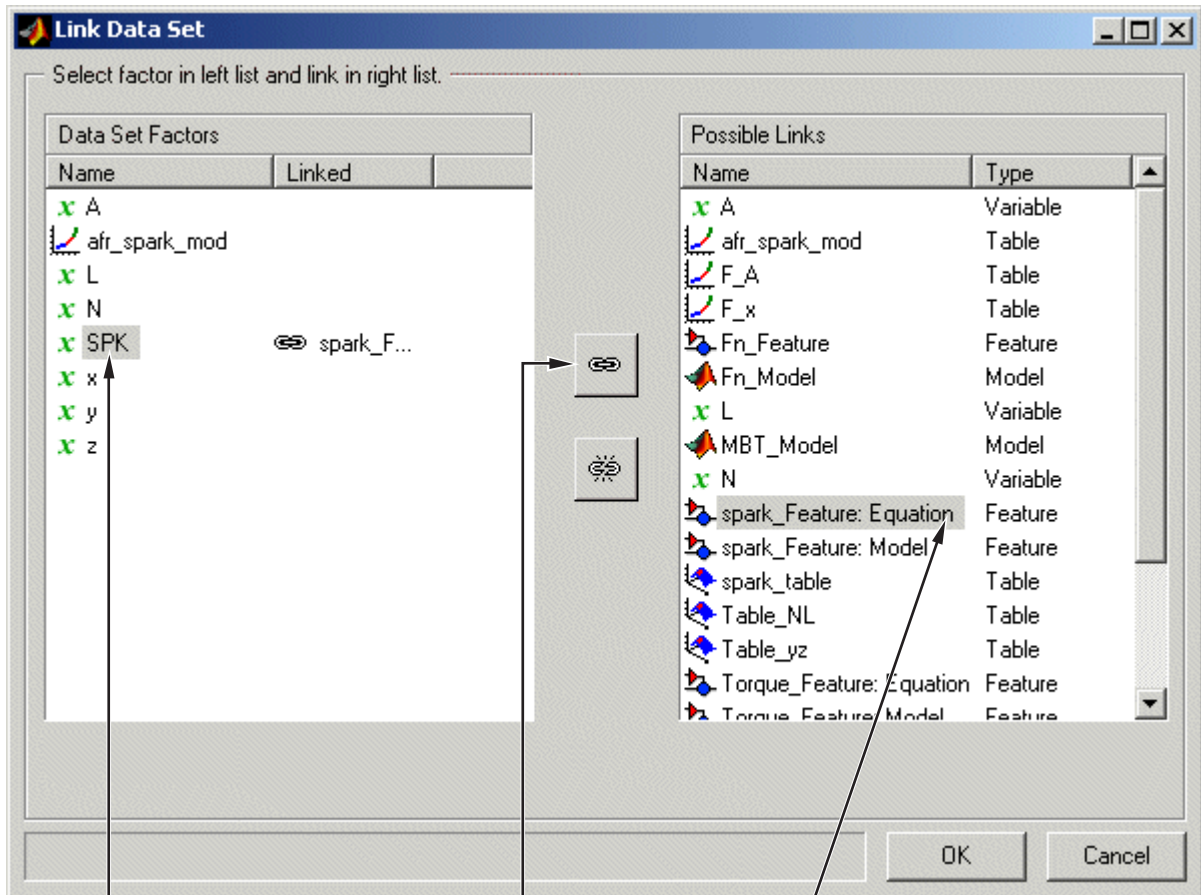 Link Data Set
Select factor in left list and link in right list.
Data Set Factors
Name Linked
x A
afr_spark_mod
x L
x N
x SPK spark_F...
x x
x y
x z
Possible Links
Name Type
x A Variable
afr_spark_mod Table
F_A Table
F_x Table
Fn_Feature Feature
Fn_Model Model
x L Variable
MBT_Model Model
x N Variable
spark_Feature: Equation Feature
spark_Feature: Model Feature
spark_table Table
Table_NL Table
Table_yz Table
Torque_Feature: Equation Feature
Torque_Feature: Model Feature
OK Cancel